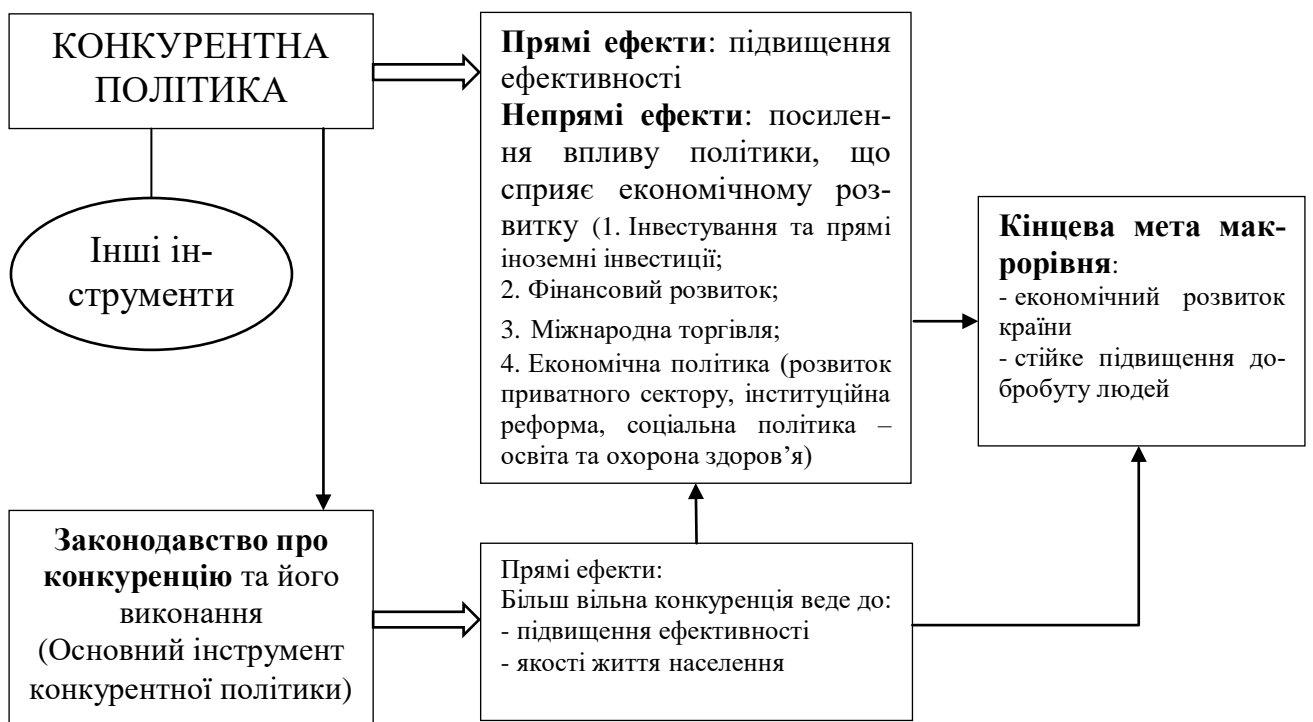 КОНКУРЕНТНА
ПОЛІТИКА
Інші ін-
струменти
Прямі ефекти: підвищення
ефективності
Непрямі ефекти: посилен-
ня впливу політики, що
сприяє економічному роз-
витку (1. Інвестування та прямі
іноземні інвестиції;
2. Фінансовий розвиток;
3. Міжнародна торгівля;
4. Економічна політика (розвиток
приватного сектору, інституційна
реформа, соціальна політика –
освіта та охорона здоров’я)
Кінцева мета мак-
рорівня:
- економічний розвиток
країни
- стійке підвищення до-
бробуту людей
Законодавство про
конкуренцію та його
виконання
(Основний інструмент
конкурентної політики)
Прямі ефекти:
Більш вільна конкуренція веде до:
- підвищення ефективності
- якості життя населення